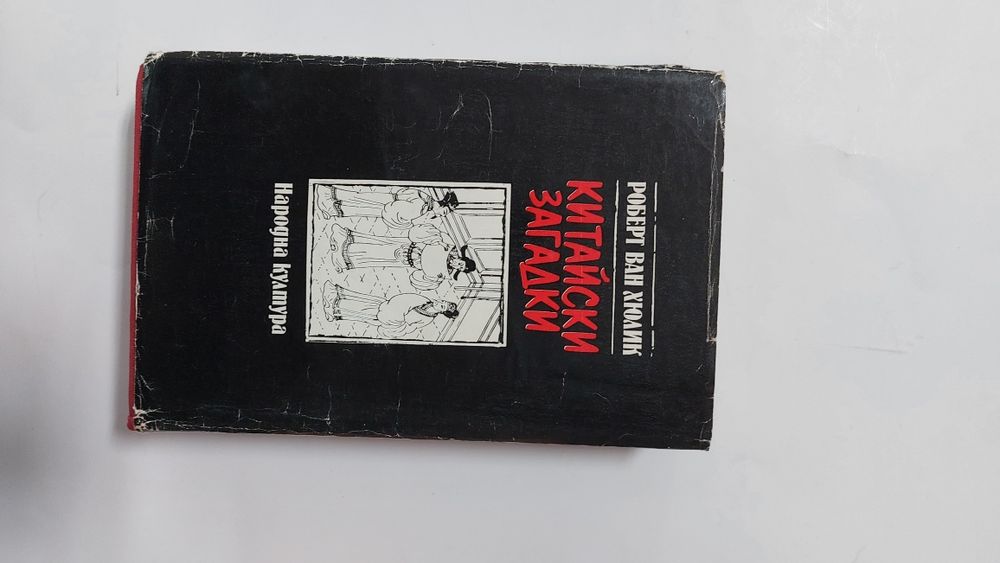 РОБЕРТ ВАН ХЮЛИК
КИТАЙСКИ
ЗАГАДКИ
Народна култура